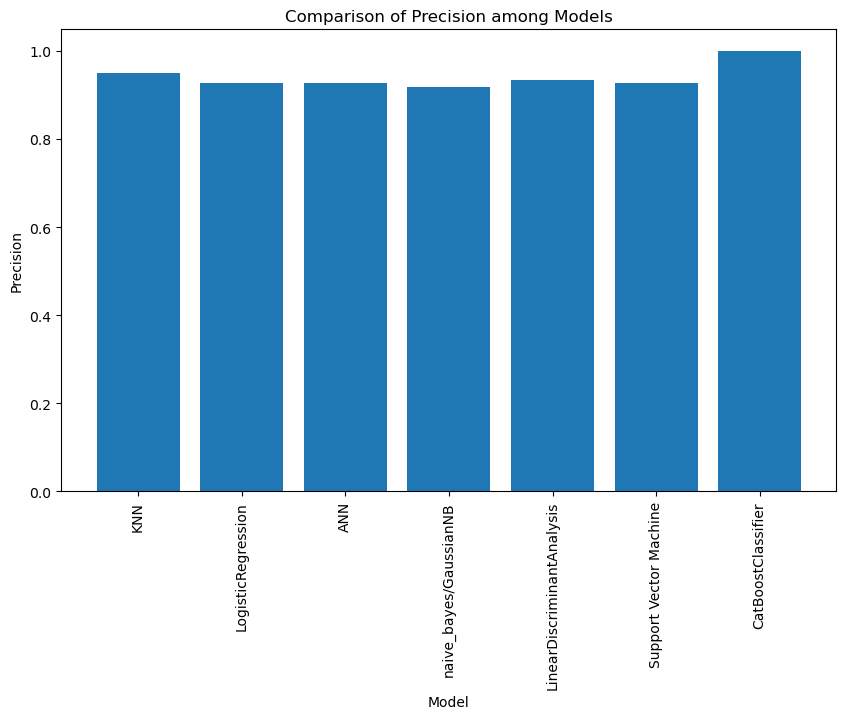 Comparison of Precision among Models
Precision
1.0
0.8
0.6
0.4
0.2
0.0
KNN
LogisticRegression
ANN
naive_bayes/GaussianNB
LinearDiscriminantAnalysis
Support Vector Machine
CatBoostClassifier
Model